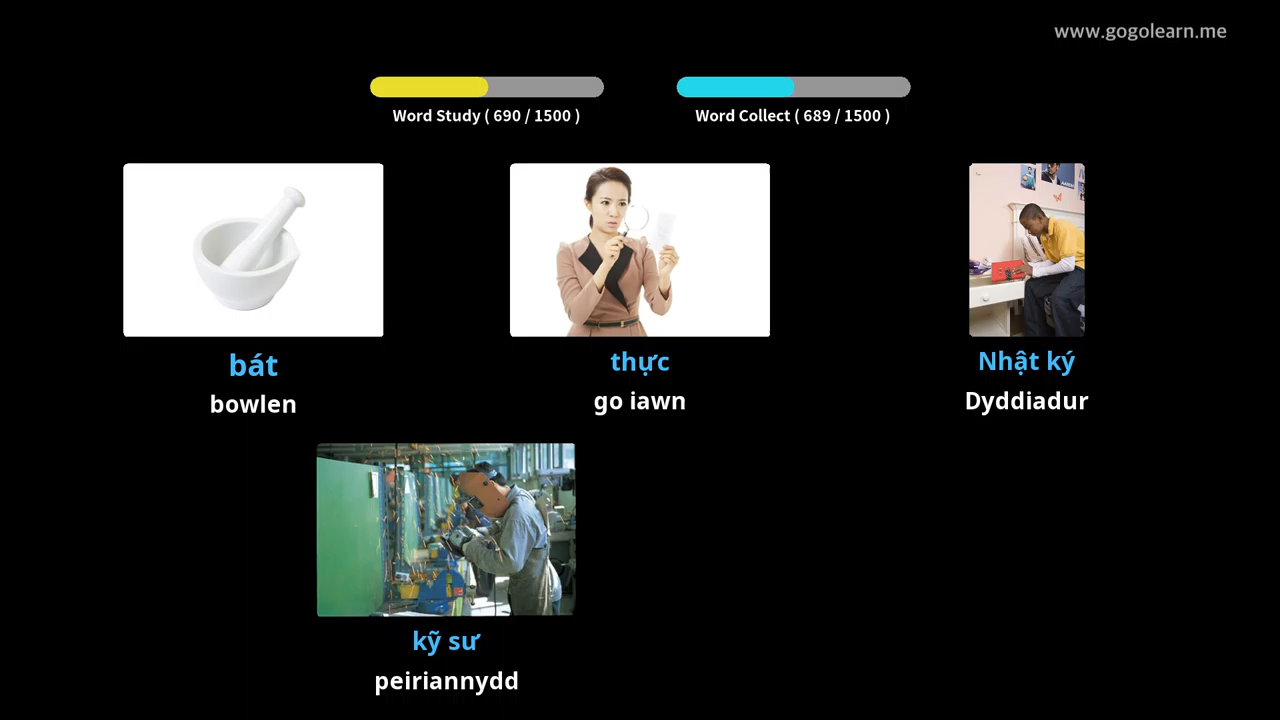 www.gogolearn.me
Word Study ( 690 / 1500 )
Word Collect ( 689 / 1500 )
bát
bowlen
thực
go iawn
Nhật ký
Dyddiadur
kỹ sư
peiriannydd